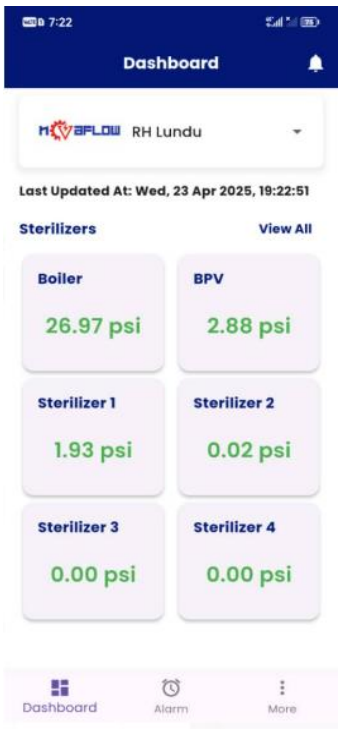 7:22
75
Dashboard
RH Lundu
Last Updated At: Wed, 23 Apr 2025, 19:22:51
Sterilizers View All
Boiler BPV
26.97 psi 2.88 psi
Sterilizer 1 Sterilizer 2
1.93 psi 0.02 psi
Sterilizer 3 Sterilizer 4
0.00 psi 0.00 psi
Dashboard Alarm More